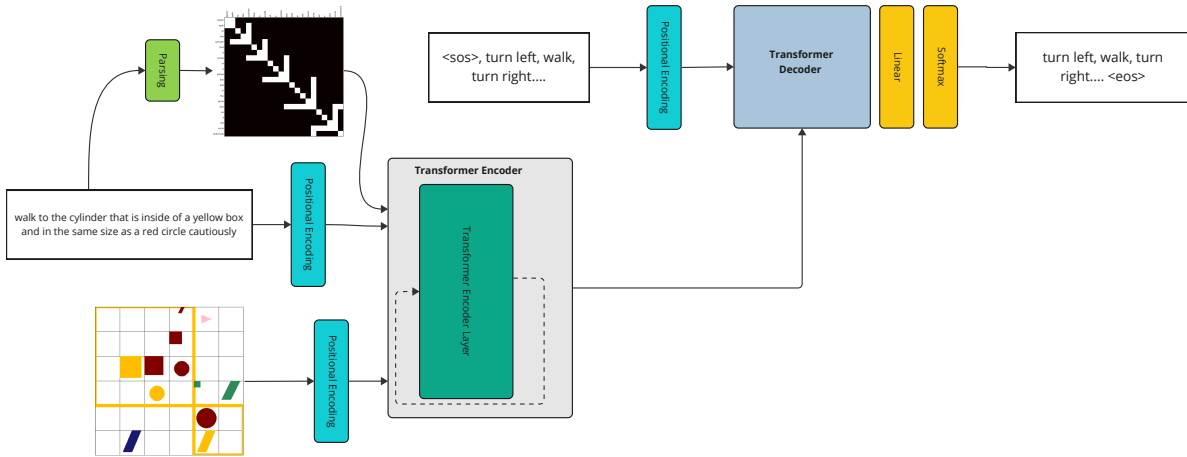 Parsing
<sos>, turn left, walk,
turn right....
Positional Encoding
Transformer
Decoder
Linear
Softmax
turn left, walk, turn
right.... <eos>
walk to the cylinder that is inside of a yellow box
and in the same size as a red circle cautiously
Positional Encoding
Transformer Encoder
Transformer Encoder Layer
Positional Encoding